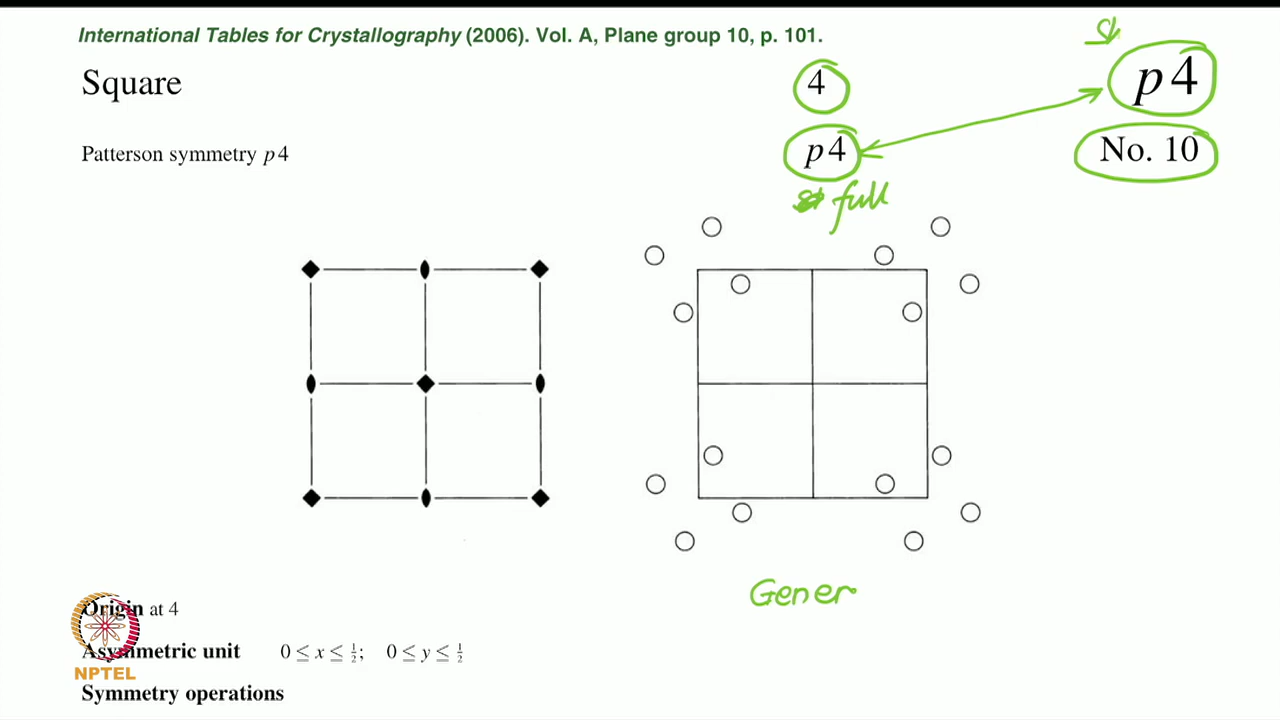 International Tables for Crystallography (2006). Vol. A, Plane group 10, p. 101.
Square 4 p4
Patterson symmetry p4 p4 No. 10
full
Gener
Origin at 4
Asymmetric unit 0 ≤ x ≤ ½; 0 ≤ y ≤ ½
NPTEL
Symmetry operations